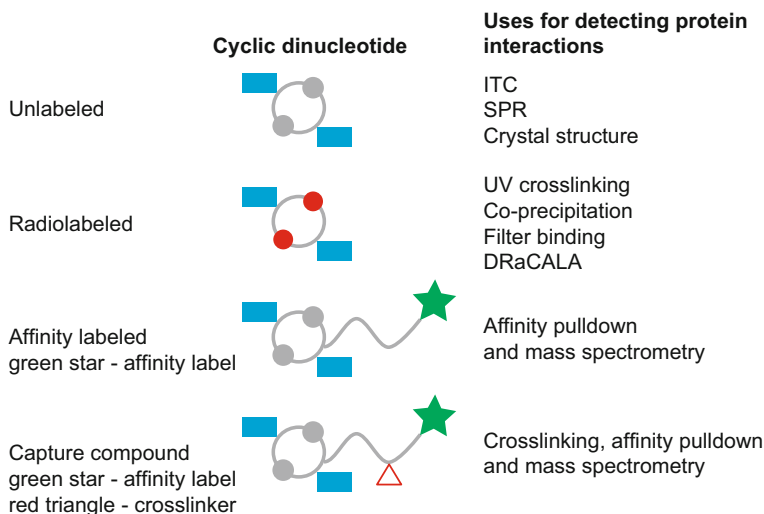 Cyclic dinucleotide
Uses for detecting protein
interactions
Unlabeled
ITC
SPR
Crystal structure
Radiolabeled
UV crosslinking
Co-precipitation
Filter binding
DRaCALA
Affinity labeled
green star - affinity label
Affinity pulldown
and mass spectrometry
Capture compound
green star - affinity label
red triangle - crosslinker
Crosslinking, affinity pulldown
and mass spectrometry